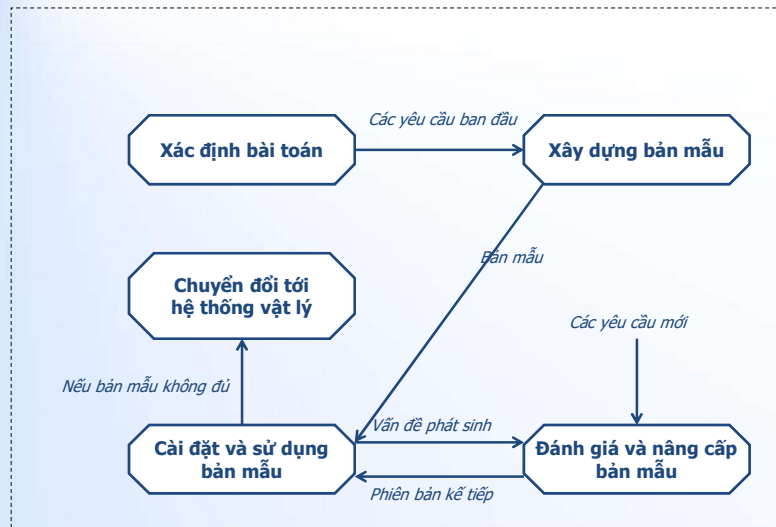 Các yêu cầu ban đầu
Xác định bài toán
Xây dựng bản mẫu
Bản mẫu
Chuyển đổi tới
hệ thống vật lý
Các yêu cầu mới
Nếu bản mẫu không đủ
Vấn đề phát sinh
Cài đặt và sử dụng
bản mẫu
Đánh giá và nâng cấp
bản mẫu
Phiên bản kế tiếp